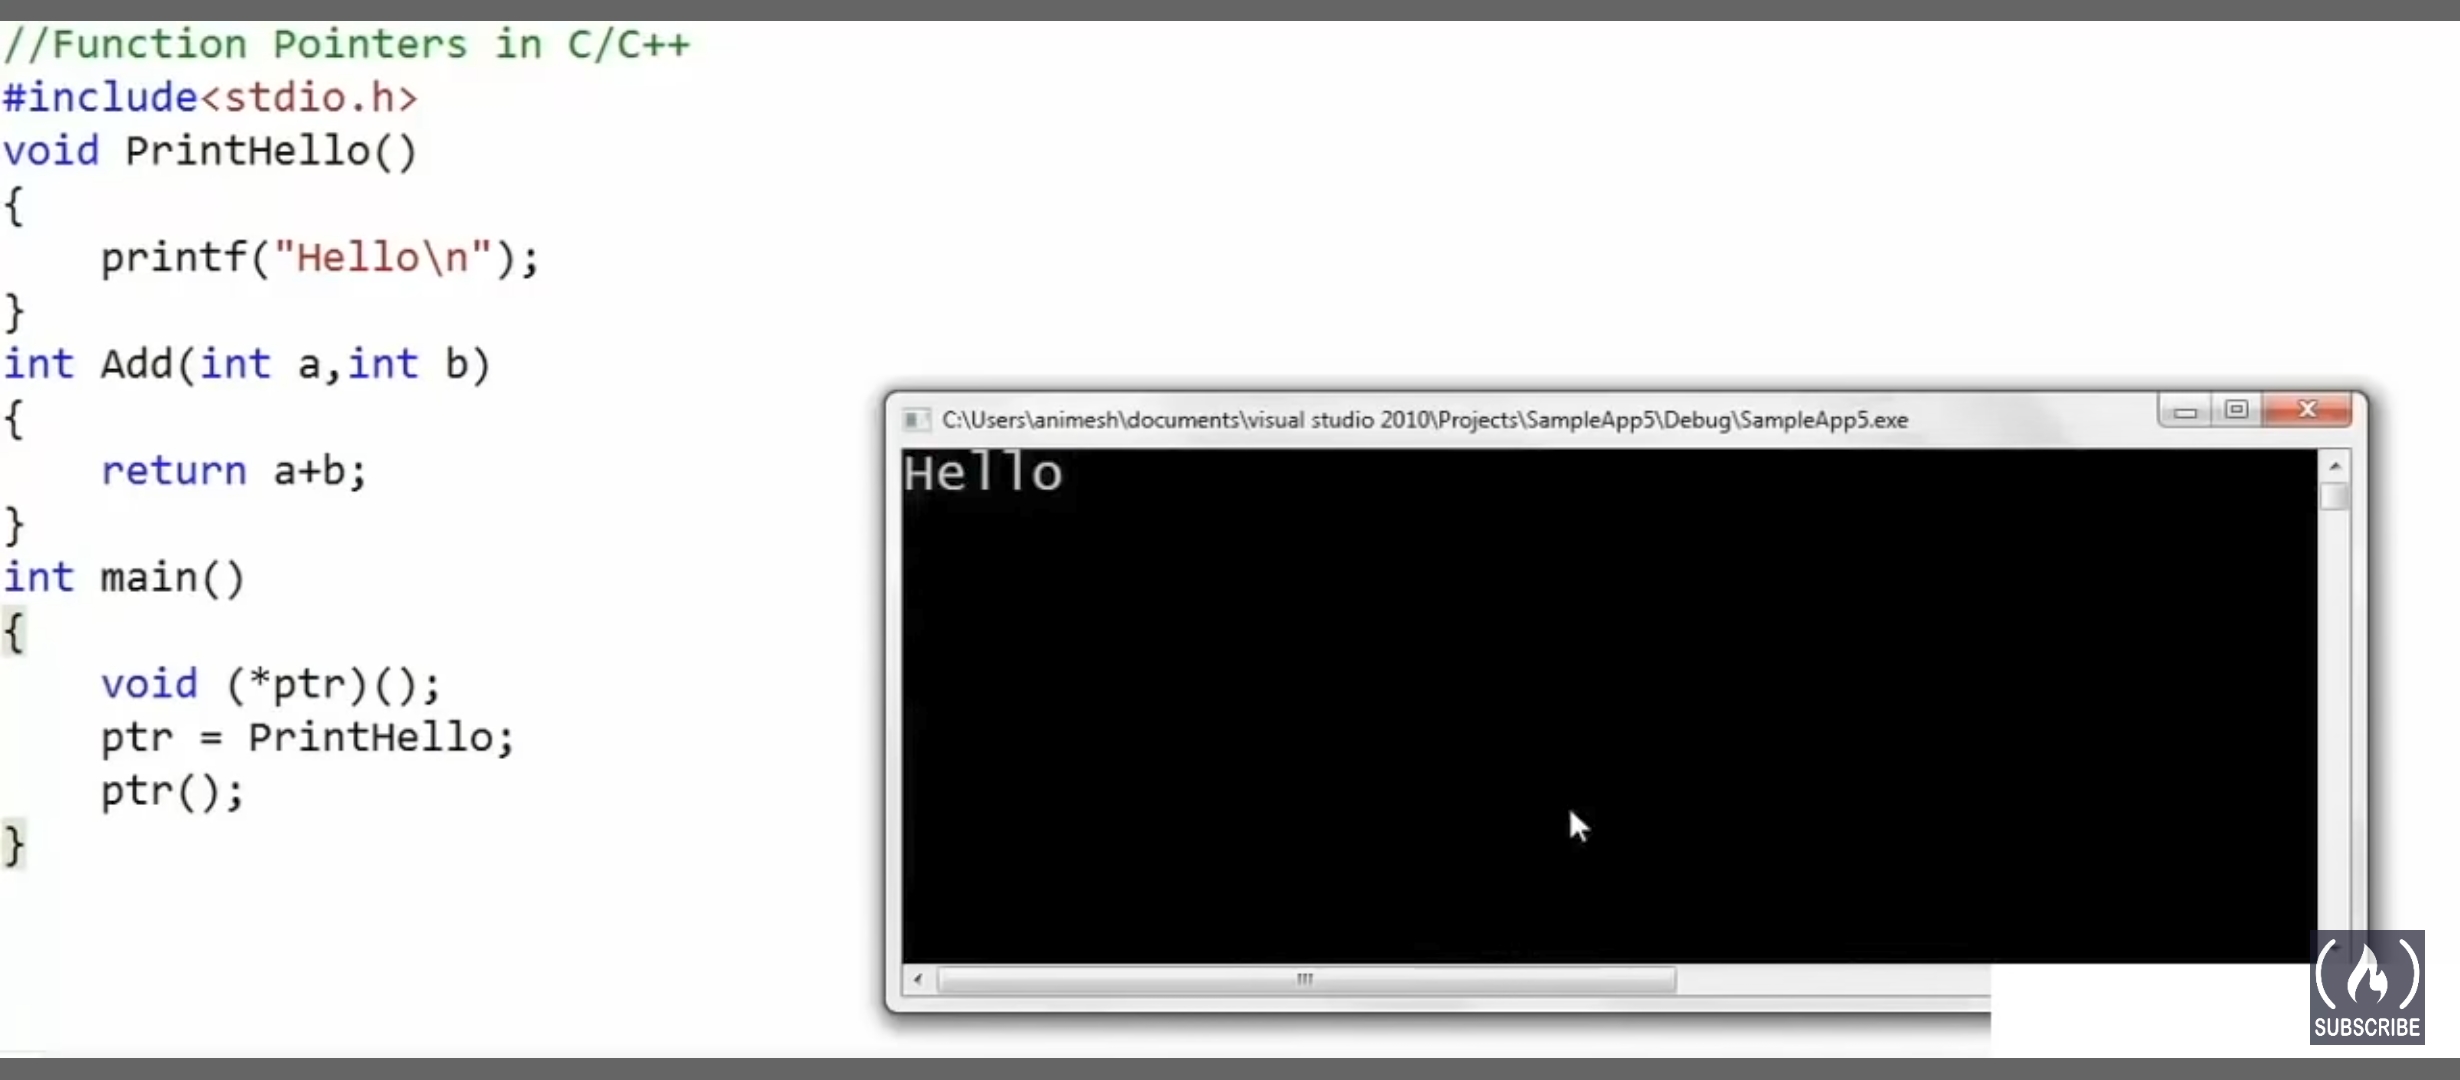 //Function Pointers in C/C++
#include<stdio.h>
void PrintHello()
{
    printf("Hello\n");
}
int Add(int a,int b)
{
    return a+b;
}
int main()
{
    void (*ptr)();
    ptr = PrintHello;
    ptr();
}
C:\Users\animesh\documents\visual studio 2010\Projects\SampleApp5\Debug\SampleApp5.exe
Hello
SUBSCRIBE